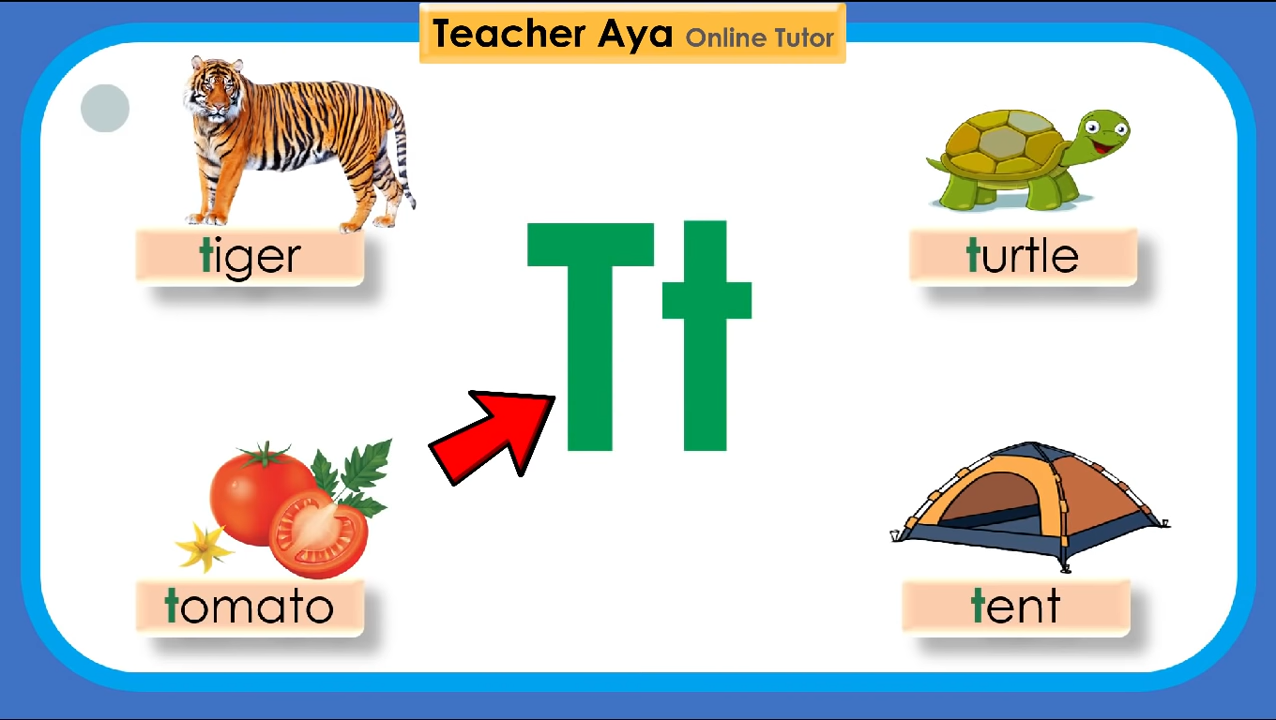 Teacher Aya Online Tutor
tiger
turtle
Tt
tomato
tent